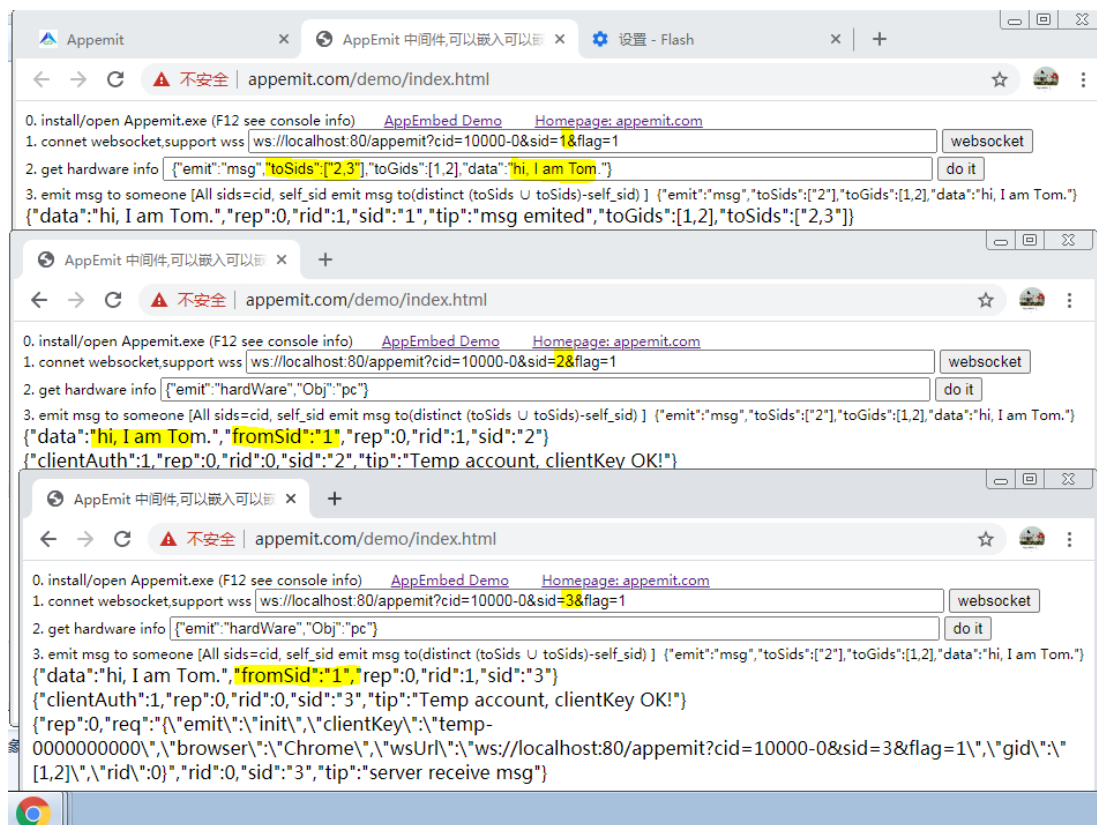 Appemit
AppEmit 中间件,可以嵌入可以
设置 - Flash
不安全 | appemit.com/demo/index.html
0. install/open Appemit.exe (F12 see console info) AppEmbed Demo Homepage: appemit.com
1. connet websocket,support wss ws://localhost:80/appemit?cid=10000-0&sid=1&flag=1 websocket
2. get hardware info {"emit":"msg","toSids":["2,3"],"toGids":[1,2],"data":"hi, I am Tom."} do it
3. emit msg to someone [All sids=cid, self_sid emit msg to(distinct (toSids ∪ toSids)-self_sid) ] {"emit":"msg","toSids":["2"],"toGids":[1,2],"data":"hi, I am Tom."}
{"data":"hi, I am Tom.","rep":0,"rid":1,"sid":"1","tip":"msg emited","toGids":[1,2],"toSids":["2,3"]}
AppEmit 中间件,可以嵌入可以
不安全 | appemit.com/demo/index.html
0. install/open Appemit.exe (F12 see console info) AppEmbed Demo Homepage: appemit.com
1. connet websocket,support wss ws://localhost:80/appemit?cid=10000-0&sid=2&flag=1 websocket
2. get hardware info {"emit":"hardWare","Obj":"pc"} do it
3. emit msg to someone [All sids=cid, self_sid emit msg to(distinct (toSids ∪ toSids)-self_sid) ] {"emit":"msg","toSids":["2"],"toGids":[1,2],"data":"hi, I am Tom."}
{"data":"hi, I am Tom.","fromSid":"1","rep":0,"rid":1,"sid":"2"}
{"clientAuth":1,"rep":0,"rid":0,"sid":"2","tip":"Temp account, clientKey OK!"}
AppEmit 中间件,可以嵌入可以
不安全 | appemit.com/demo/index.html
0. install/open Appemit.exe (F12 see console info) AppEmbed Demo Homepage: appemit.com
1. connet websocket,support wss ws://localhost:80/appemit?cid=10000-0&sid=3&flag=1 websocket
2. get hardware info {"emit":"hardWare","Obj":"pc"} do it
3. emit msg to someone [All sids=cid, self_sid emit msg to(distinct (toSids ∪ toSids)-self_sid) ] {"emit":"msg","toSids":["2"],"toGids":[1,2],"data":"hi, I am Tom."}
{"data":"hi, I am Tom.","fromSid":"1","rep":0,"rid":1,"sid":"3"}
{"clientAuth":1,"rep":0,"rid":0,"sid":"3","tip":"Temp account, clientKey OK!"}
{"rep":0,"req":"{\"emit\":\"init\",\"clientKey\":\"temp-
0000000000\",\"browser\":\"Chrome\",\"wsUrl\":\"ws://localhost:80/appemit?cid=10000-0&sid=3&flag=1\",\"gid\":\"
[1,2]\",\"rid\":0}","rid":0,"sid":"3","tip":"server receive msg"}